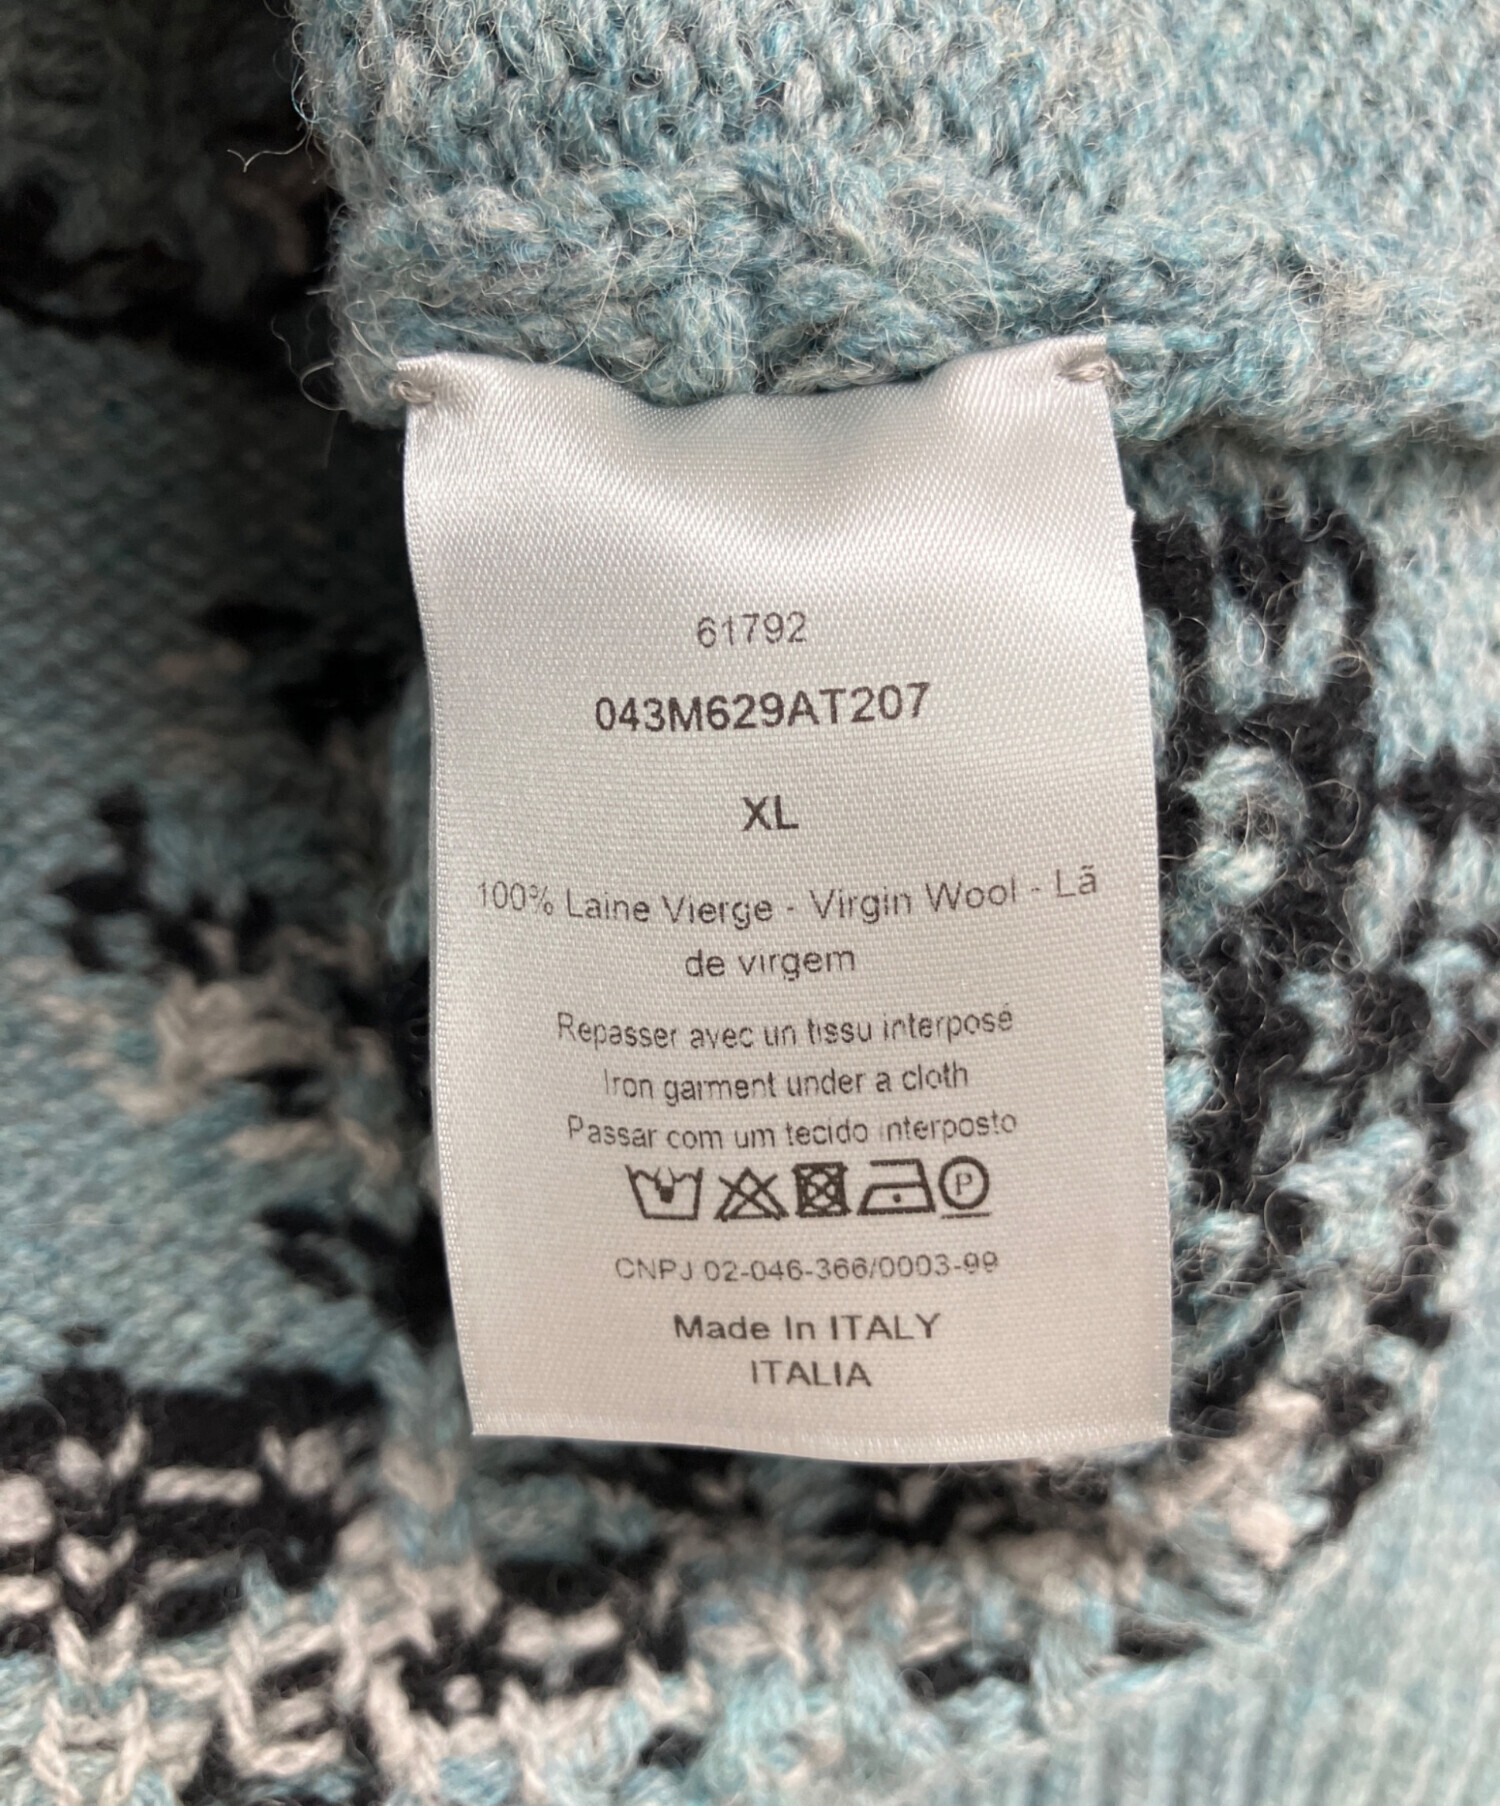 61792
043M629AT207
XL
100% Laine Vierge - Virgin Wool - Lã
de virgem
Repasser avec un tissu interposé
Iron garment under a cloth
Passar com um tecido interposto
P
CNPJ 02-046-366/0003-99
Made In ITALY
ITALIA